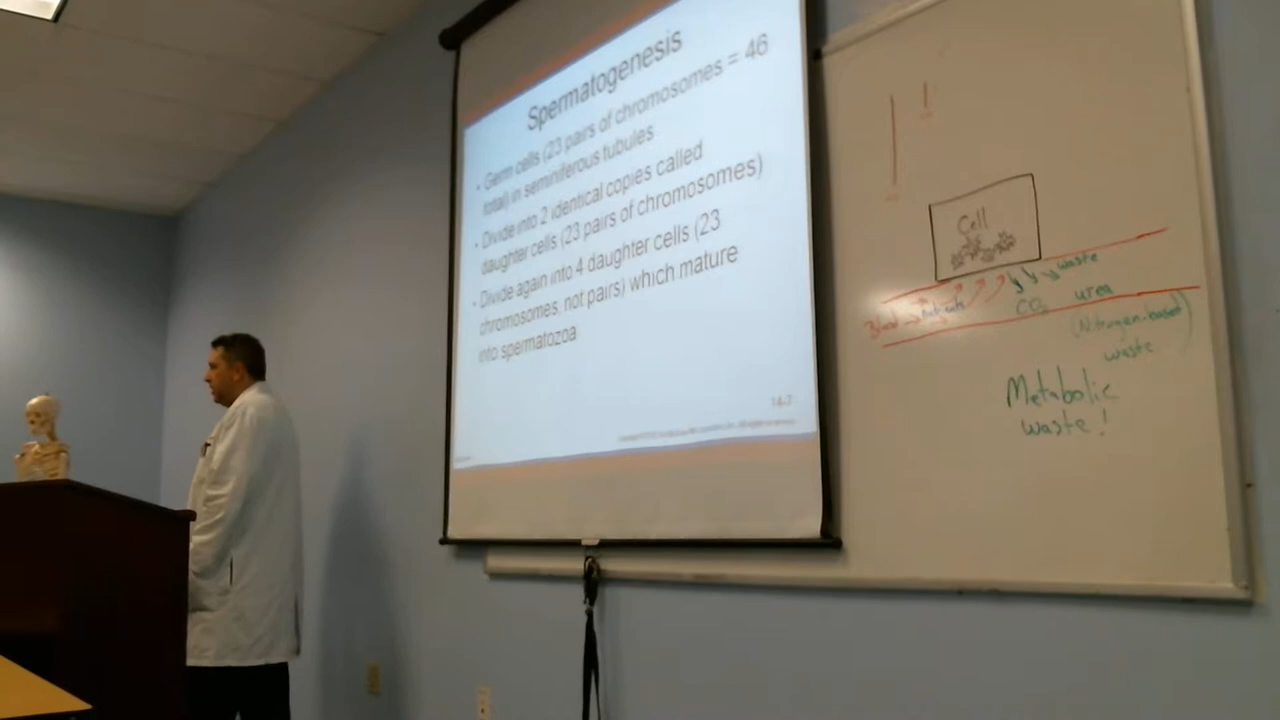 Spermatogenesis
• Germ cells (23 pairs of chromosomes = 46
total) in seminiferous tubules
• Divide into 2 identical copies called
daughter cells (23 pairs of chromosomes)
• Divide again into 4 daughter cells (23
chromosomes, not pairs) which mature
into spermatozoa
Cell
waste
Blood
CO2 urea
(Nitrogen-based)
waste
Metabolic
waste!